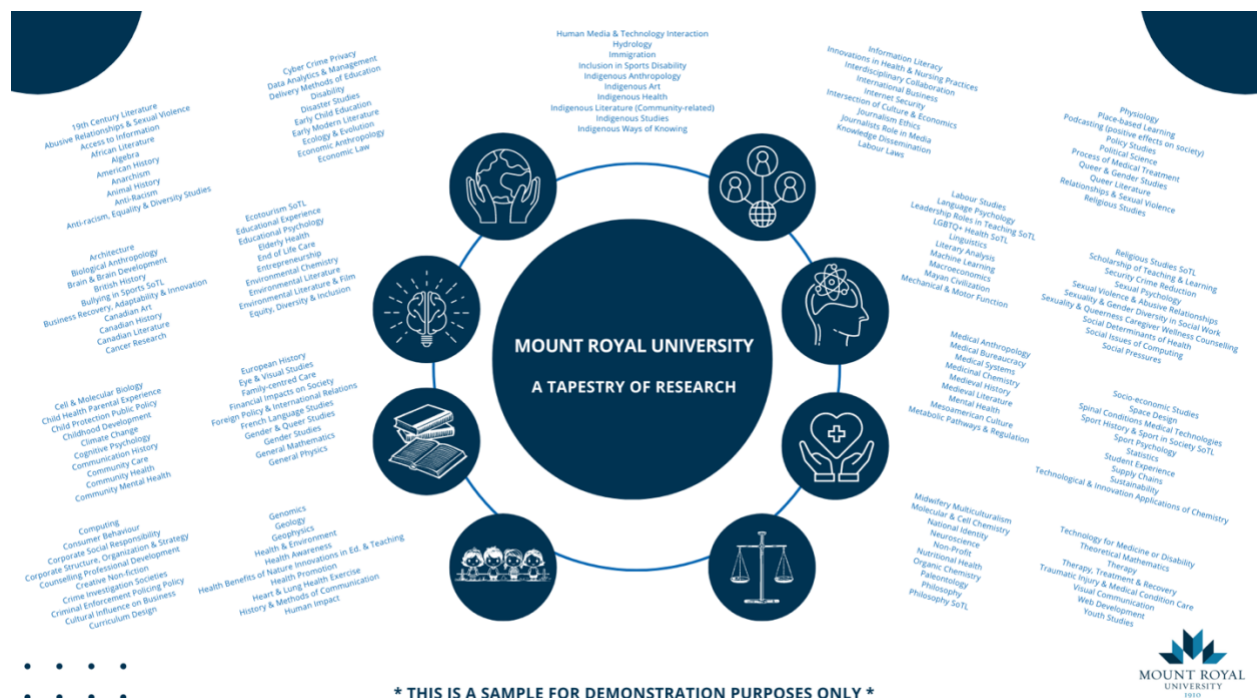 Human Media & Technology Interaction
Hydrology
Immigration
Inclusion in Sports Disability
Indigenous Anthropology
Indigenous Art
Indigenous Health
Indigenous Literature (Community-related)
Indigenous Studies
Indigenous Ways of Knowing
Cyber Crime Privacy
Data Analytics & Management
Delivery Methods of Education
Disability
Disaster Studies
Early Child Education
Early Modern Literature
Ecology & Evolution
Economic Anthropology
Economic Law
Information Literacy
Innovations in Health & Nursing Practices
Interdisciplinary Collaboration
International Business
Internet Security
Intersection of Culture & Economics
Journalism Ethics
Journalists Role in Media
Knowledge Dissemination
Labour Laws
19th Century Literature
Abusive Relationships & Sexual Violence
Access to Information
African Literature
Algebra
American History
Anarchism
Animal History
Anti-Racism
Anti-racism, Equality & Diversity Studies
Physiology
Place-based Learning
Podcasting (positive effects on society)
Policy Studies
Political Science
Process of Medical Treatment
Queer & Gender Studies
Queer Literature
Relationships & Sexual Violence
Religious Studies
Ecotourism SoTL
Educational Experience
Educational Psychology
Elderly Health
End of Life Care
Entrepreneurship
Environmental Chemistry
Environmental Literature
Environmental Literature & Film
Equity, Diversity & Inclusion
Labour Studies
Language Psychology
Leadership Roles in Teaching SoTL
LGBTQ+ Health SoTL
Linguistics
Literary Analysis
Machine Learning
Macroeconomics
Mayan Civilization
Mechanical & Motor Function
Architecture
Biological Anthropology
Brain & Brain Development
British History
Bullying in Sports SoTL
Business Recovery, Adaptability & Innovation
Canadian Art
Canadian History
Canadian Literature
Cancer Research
Religious Studies SoTL
Scholarship of Teaching & Learning
Security Crime Reduction
Sexual Psychology
Sexual Violence & Abusive Relationships
Sexuality & Gender Diversity in Social Work
Sexuality & Queerness Caregiver Wellness Counselling
Social Determinants of Health
Social Issues of Computing
Social Pressures
MOUNT ROYAL UNIVERSITY
A TAPESTRY OF RESEARCH
European History
Eye & Visual Studies
Family-centred Care
Financial Impacts on Society
Foreign Policy & International Relations
French Language Studies
Gender & Queer Studies
Gender Studies
General Mathematics
General Physics
Medical Anthropology
Medical Bureaucracy
Medical Systems
Medicinal Chemistry
Medieval History
Medieval Literature
Mental Health
Mesoamerican Culture
Metabolic Pathways & Regulation
Cell & Molecular Biology
Child Health Parental Experience
Child Protection Public Policy
Childhood Development
Climate Change
Cognitive Psychology
Communication History
Community Care
Community Health
Community Mental Health
Socio-economic Studies
Space Design
Spinal Conditions Medical Technologies
Sport History & Sport in Society SoTL
Sport Psychology
Statistics
Student Experience
Supply Chains
Sustainability
Technological & Innovation Applications of Chemistry
Computing
Consumer Behaviour
Corporate Social Responsibility
Corporate Structure, Organization & Strategy
Counselling Professional Development
Creative Non-fiction
Crime Investigation Societies
Criminal Enforcement Policing Policy
Cultural Influence on Business
Curriculum Design
Genomics
Geology
Geophysics
Health & Environment
Health Awareness
Health Benefits of Nature Innovations in Ed. & Teaching
Health Promotion
Heart & Lung Health Exercise
History & Methods of Communication
Human Impact
Midwifery Multiculturalism
Molecular & Cell Chemistry
National Identity
Neuroscience
Non-Profit
Nutritional Health
Organic Chemistry
Paleontology
Philosophy
Philosophy SoTL
Technology for Medicine or Disability
Theoretical Mathematics
Therapy
Therapy, Treatment & Recovery
Traumatic Injury & Medical Condition Care
Visual Communication
Web Development
Youth Studies
MOUNT ROYAL
UNIVERSITY
1910
* THIS IS A SAMPLE FOR DEMONSTRATION PURPOSES ONLY *